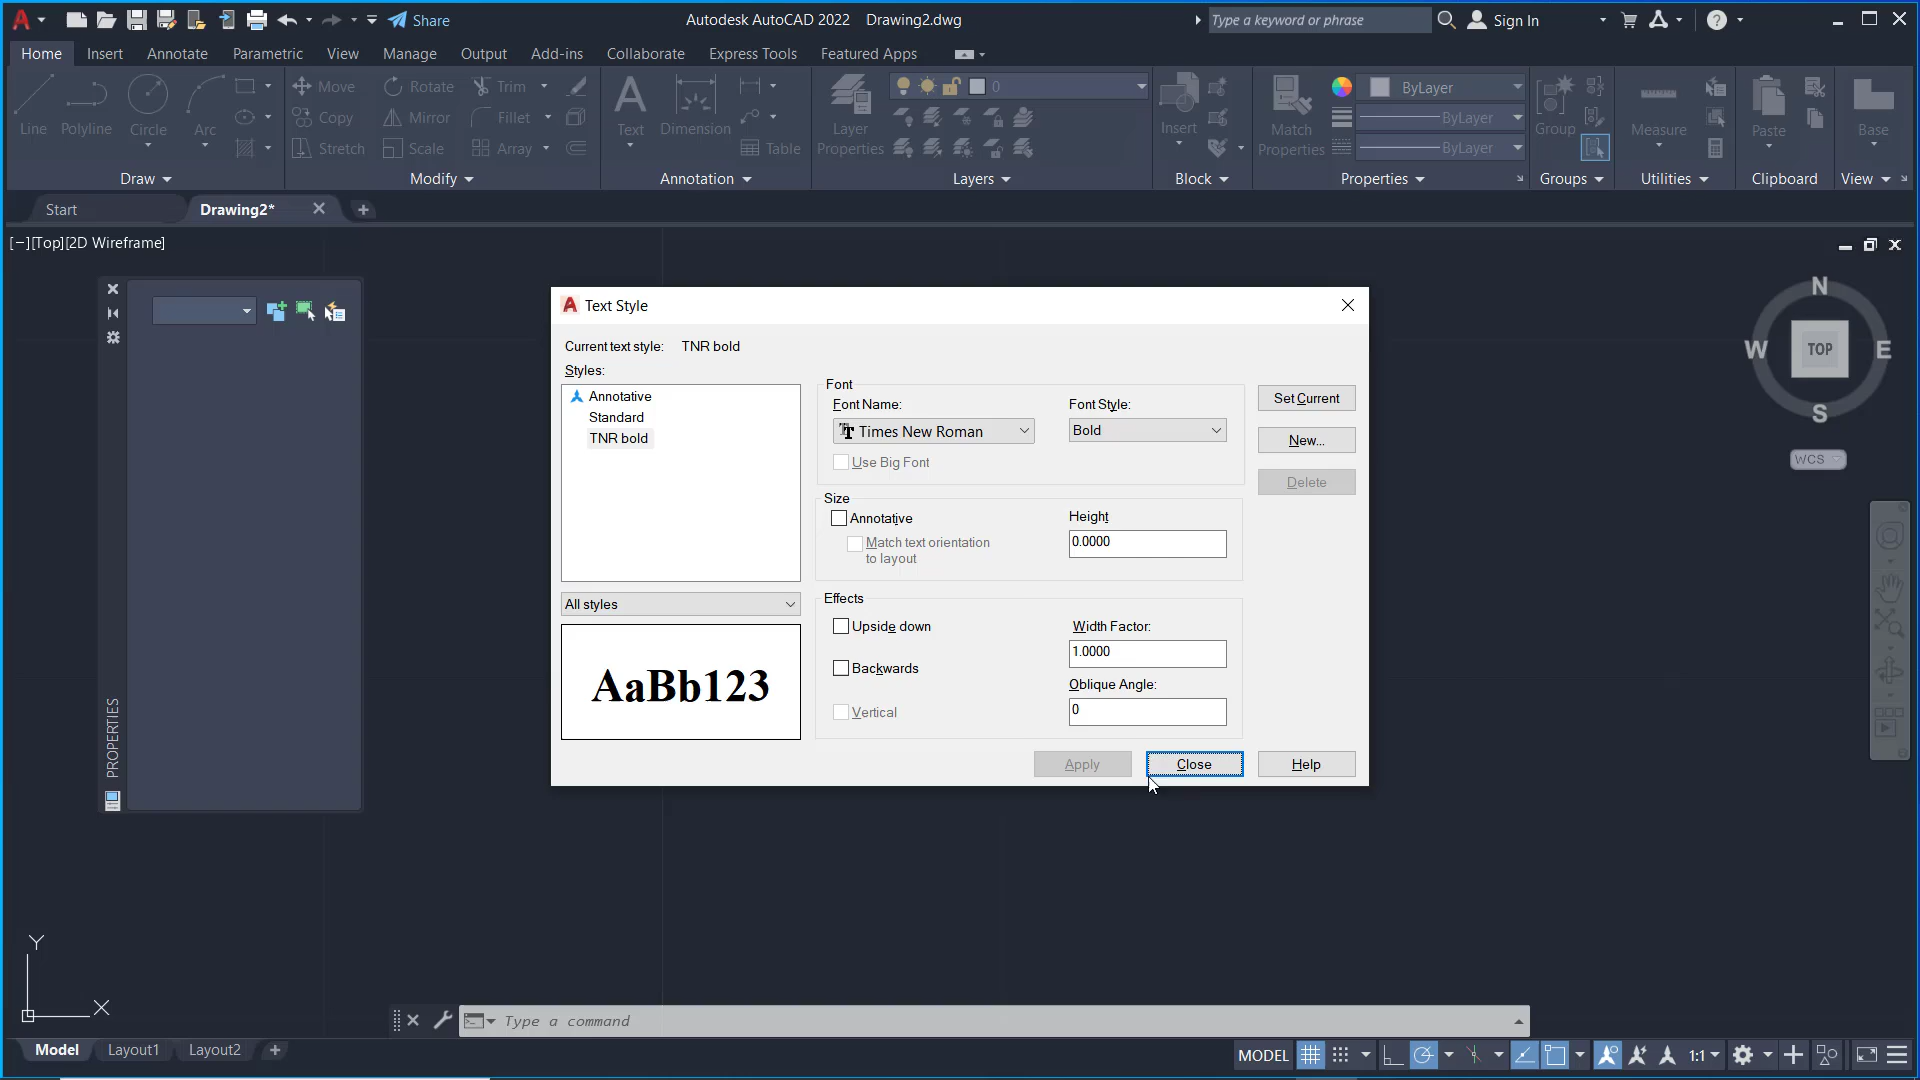 Share
Autodesk AutoCAD 2022 Drawing2.dwg
Type a keyword or phrase
Sign In
Home Insert Annotate Parametric View Manage Output Add-ins Collaborate Express Tools Featured Apps
Line Polyline Circle Arc
Move Rotate Trim
Copy Mirror Fillet
Stretch Scale Array
Text Dimension Table
Layer Properties
0
Insert
Match Properties
ByLayer
ByLayer
ByLayer
Group
Measure
Paste
Base
Draw Modify Annotation Layers Block Properties Groups Utilities Clipboard View
Start Drawing2* 
[−][Top][2D Wireframe]
PROPERTIES
Text Style
Current text style: TNR bold
Styles:
Annotative
Standard
TNR bold
All styles
AaBb123
Font
Font Name:
Times New Roman
Use Big Font
Font Style:
Bold
Size
Annotative
Match text orientation
to layout
Height
0.0000
Effects
Upside down
Backwards
Vertical
Width Factor:
1.0000
Oblique Angle:
0
Set Current
New...
Delete
Apply Close Help
N
W TOP E
S
WCS
Y
X
Type a command
Model Layout1 Layout2
MODEL
1:1